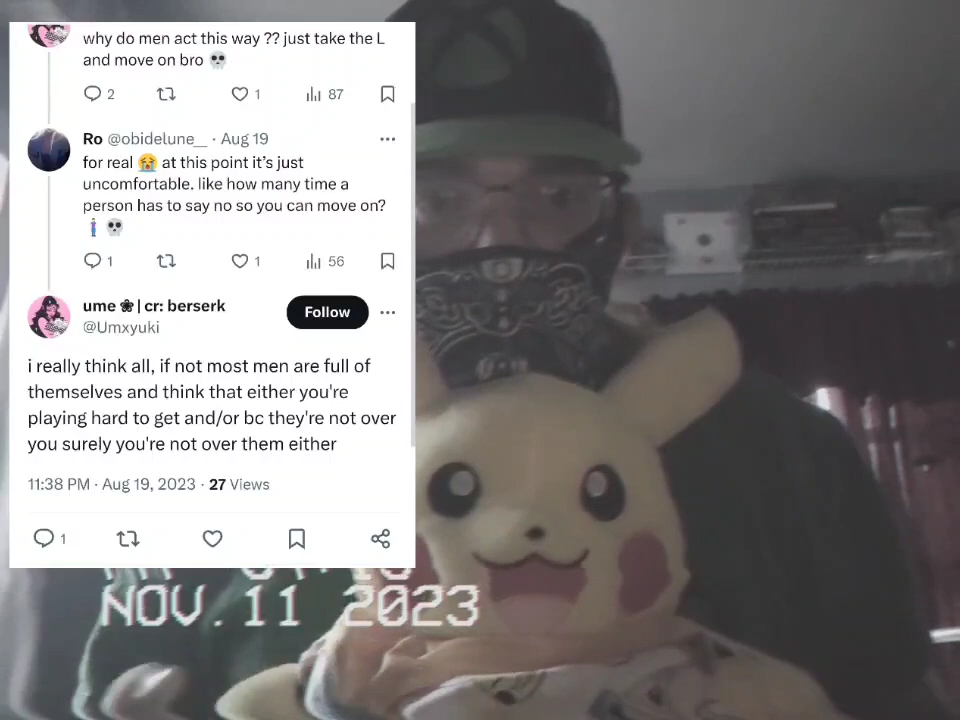 why do men act this way ?? just take the L
and move on bro 💀
2 1 87
Ro @obidelune__ · Aug 19
for real 😭 at this point it's just
uncomfortable. like how many time a
person has to say no so you can move on?
🧍‍♀️ 💀
1 1 56
ume ❀ | cr: berserk
Follow
@Umxyuki
i really think all, if not most men are full of
themselves and think that either you're
playing hard to get and/or bc they're not over
you surely you're not over them either
11:38 PM · Aug 19, 2023 · 27 Views
1
NOV. 11 2023